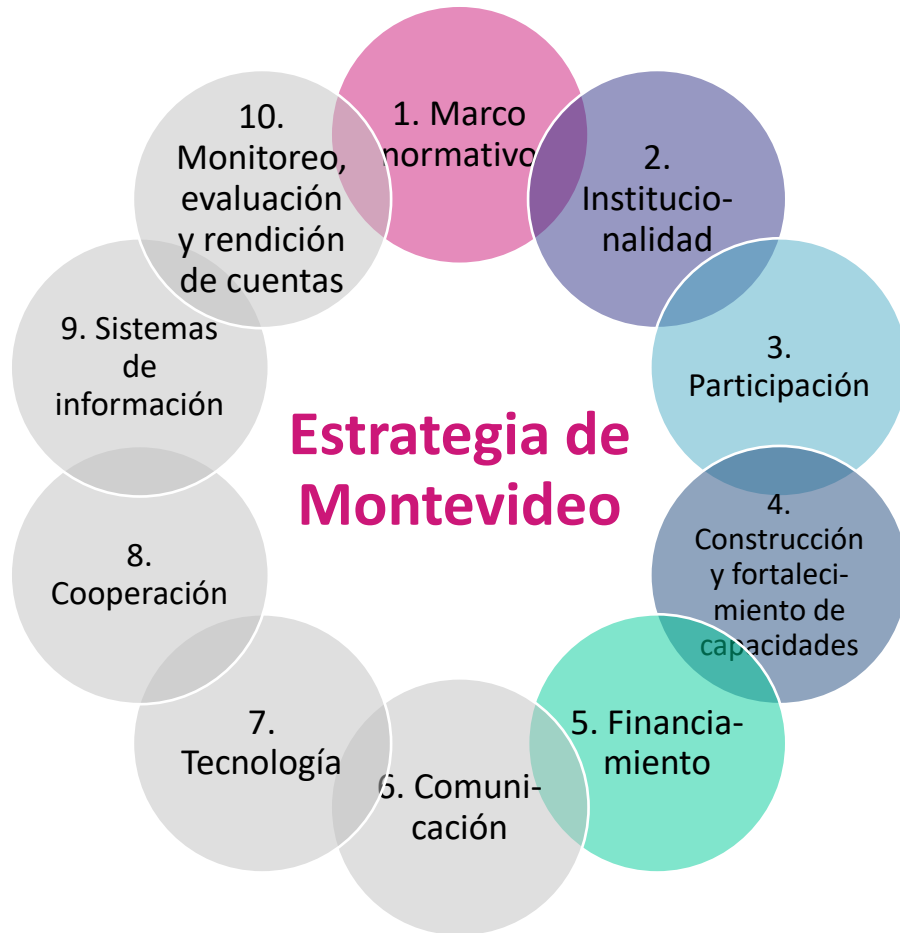 1. Marco
normativo
2.
Institucio-
nalidad
3.
Participación
4.
Construcción
y fortaleci-
miento de
capacidades
5. Financia-
miento
6. Comuni-
cación
7.
Tecnología
8.
Cooperación
9. Sistemas
de
información
10.
Monitoreo,
evaluación
y rendición
de cuentas
Estrategia de
Montevideo